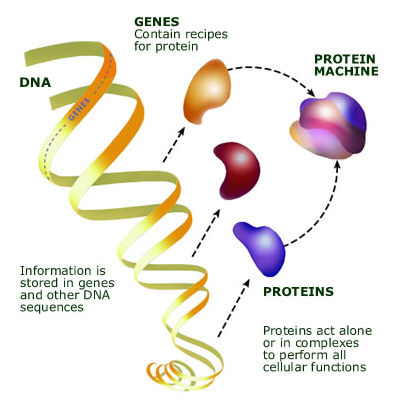 GENES
Contain recipes
for protein
PROTEIN
MACHINE
DNA
GENES
Information is
stored in genes
and other DNA
sequences
PROTEINS
Proteins act alone
or in complexes
to perform all
cellular functions